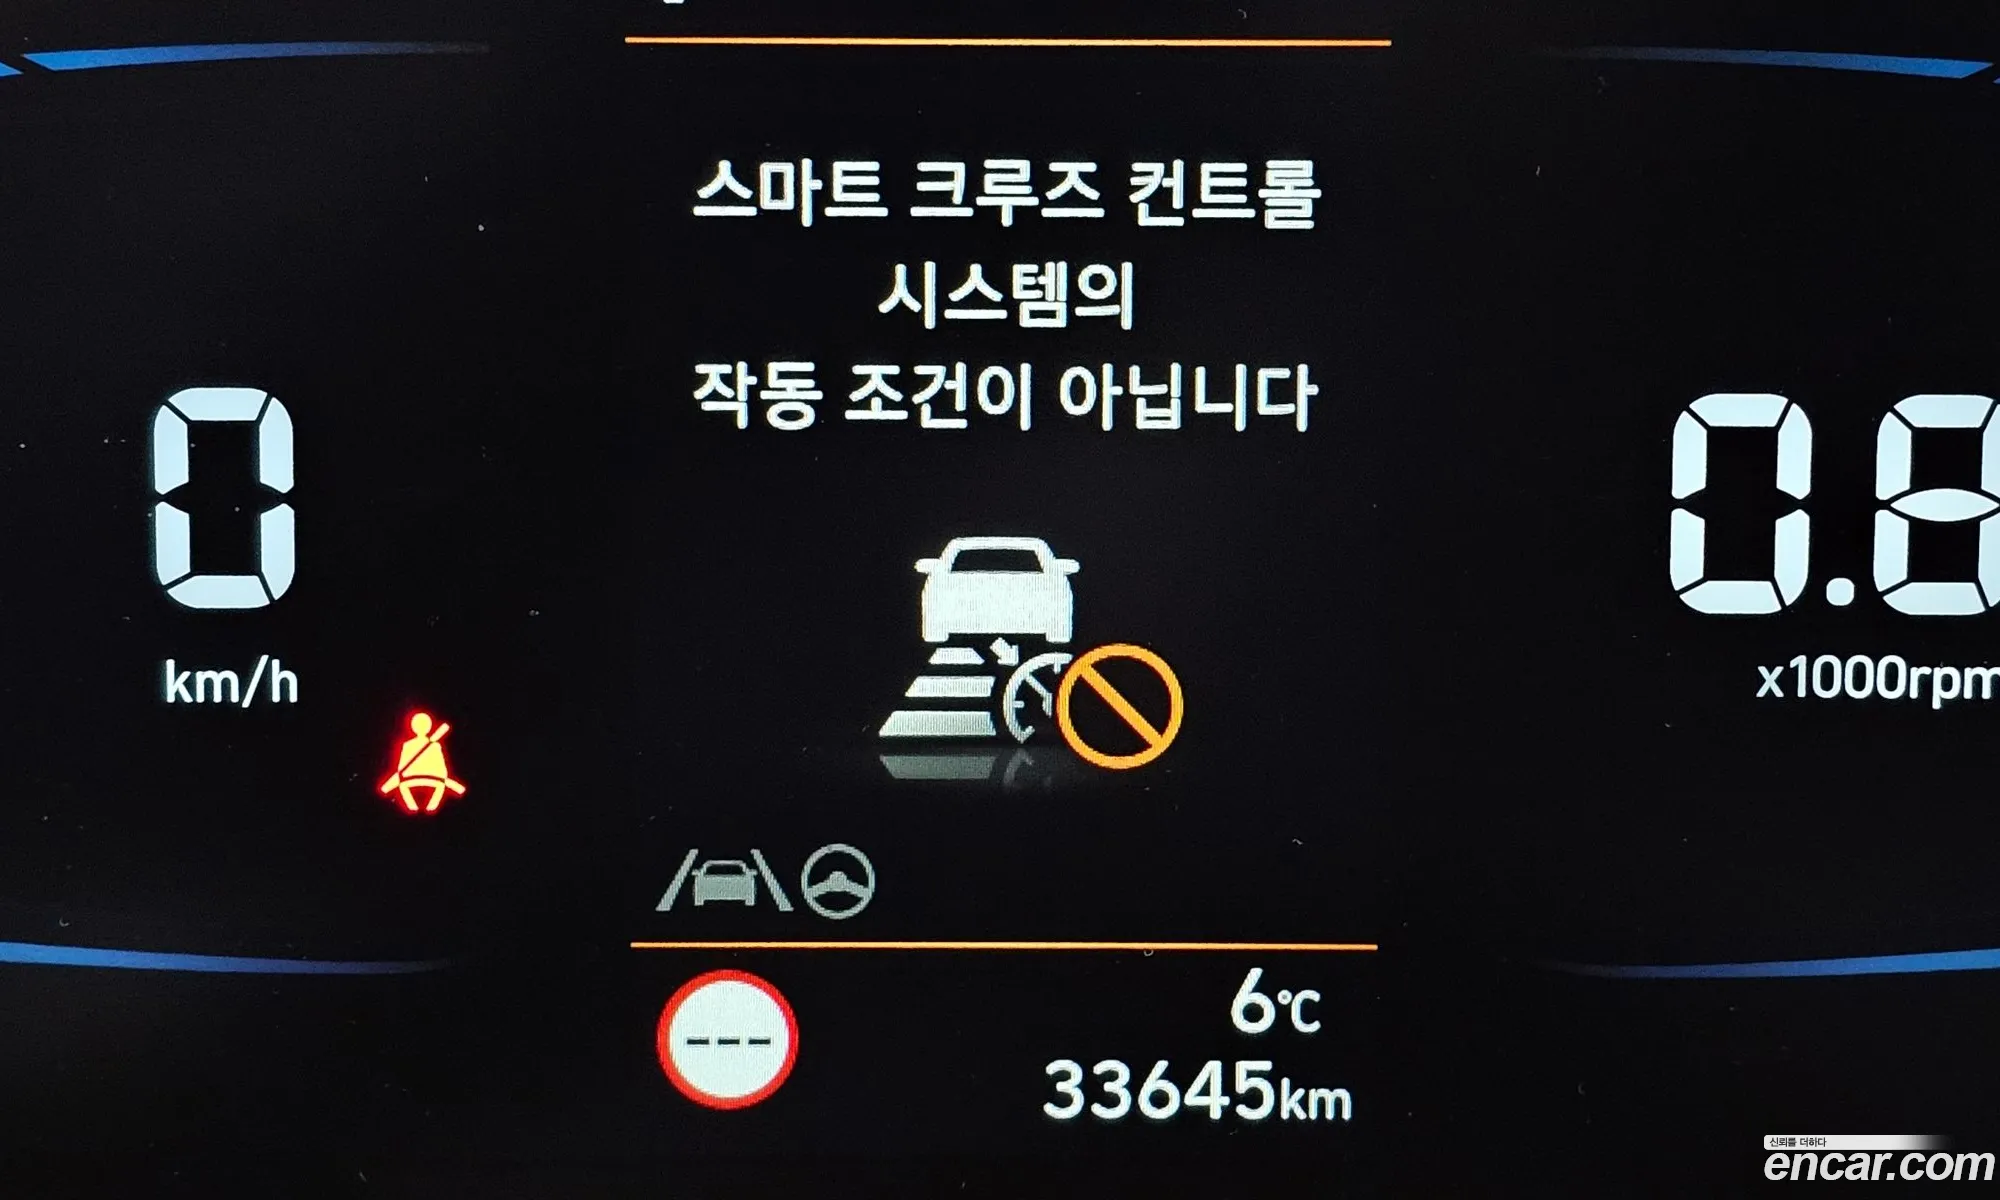 스마트 크루즈 컨트롤
시스템의
작동 조건이 아닙니다
0
km/h
0.8
x1000rpm
---
6℃
33645km
신뢰를 더하다
encar.com